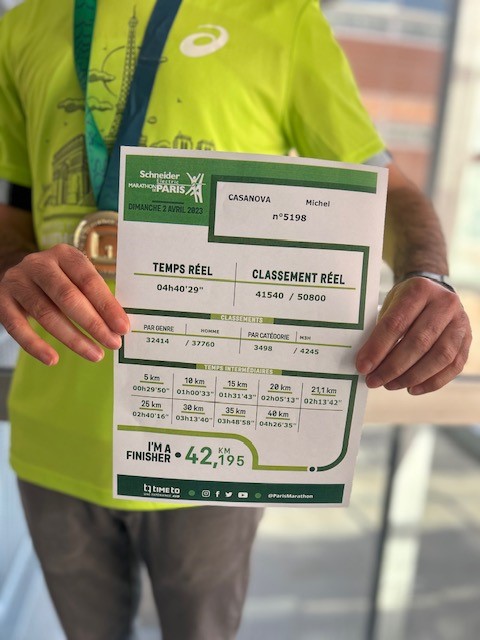 Schneider
Electric
MARATHON DE PARIS
DIMANCHE 2 AVRIL 2023
CASANOVA Michel
n°5198
TEMPS RÉEL
04h40'29"
CLASSEMENT RÉEL
41540 / 50800
CLASSEMENTS
PAR GENRE HOMME
32414 / 37760
PAR CATÉGORIE M3H
3498 / 4245
TEMPS INTERMÉDIAIRES
5 km 10 km 15 km 20 km 21,1 km
00h29'50" 01h00'33" 01h31'43" 02h05'13" 02h13'42"
25 km 30 km 35 km 40 km
02h40'16" 03h13'40" 03h48'58" 04h26'35"
I'M A
FINISHER • 42,195 KM
TIME TO
@ParisMarathon